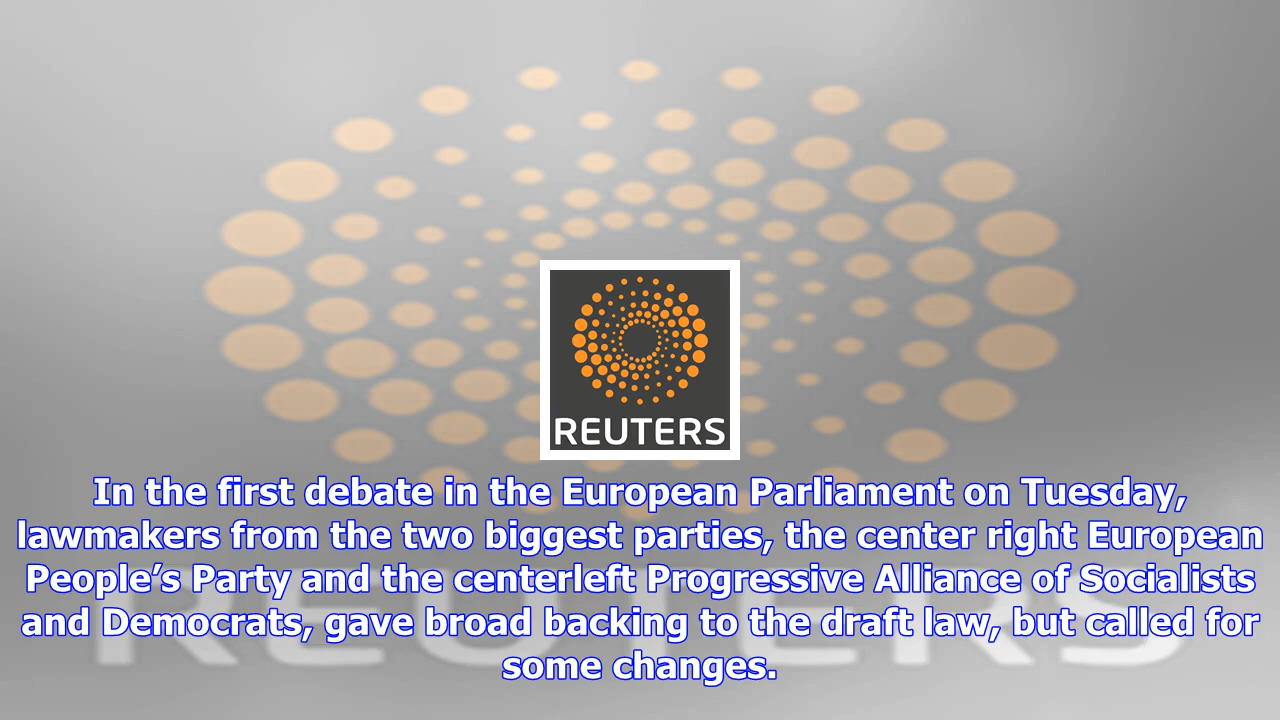 REUTERS
In the first debate in the European Parliament on Tuesday,
lawmakers from the two biggest parties, the center right European
People’s Party and the centerleft Progressive Alliance of Socialists
and Democrats, gave broad backing to the draft law, but called for
some changes.
REUTERS